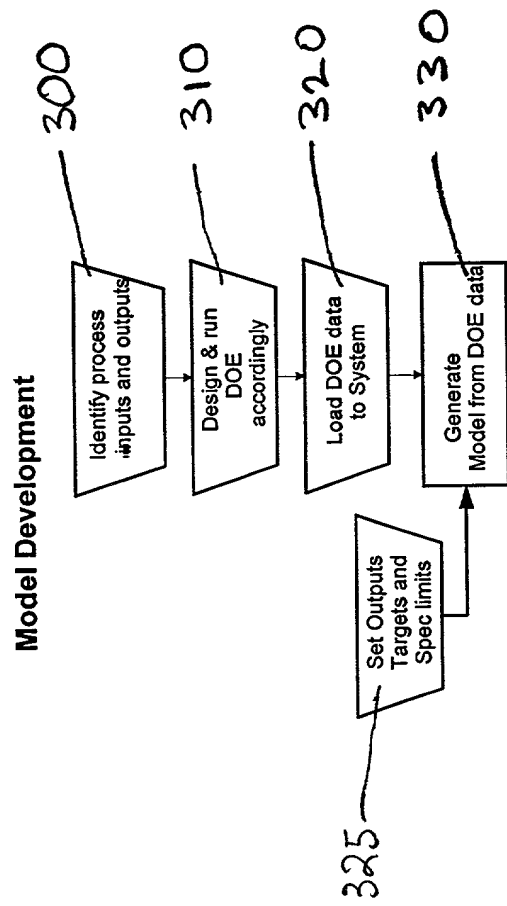 Model Development
Identify process
inputs and outputs
300
Design & run
DOE
accordingly
310
Load DOE data
to System
320
Set Outputs
Targets and
Spec limits
325
Generate
Model from DOE data
330